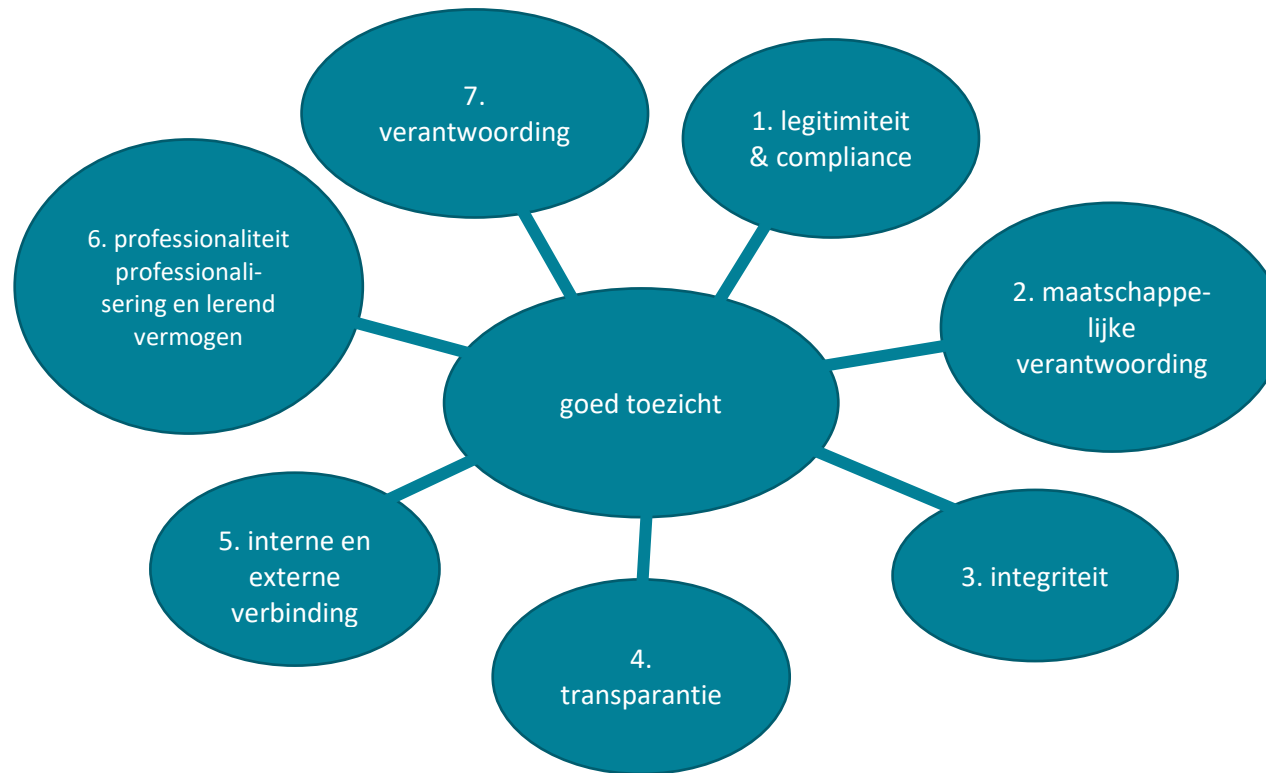 7.
verantwoording
1. legitimiteit
& compliance
6. professionaliteit
professionali-
sering en lerend
vermogen
2. maatschappe-
lijke
verantwoording
goed toezicht
5. interne en
externe
verbinding
3. integriteit
4.
transparantie